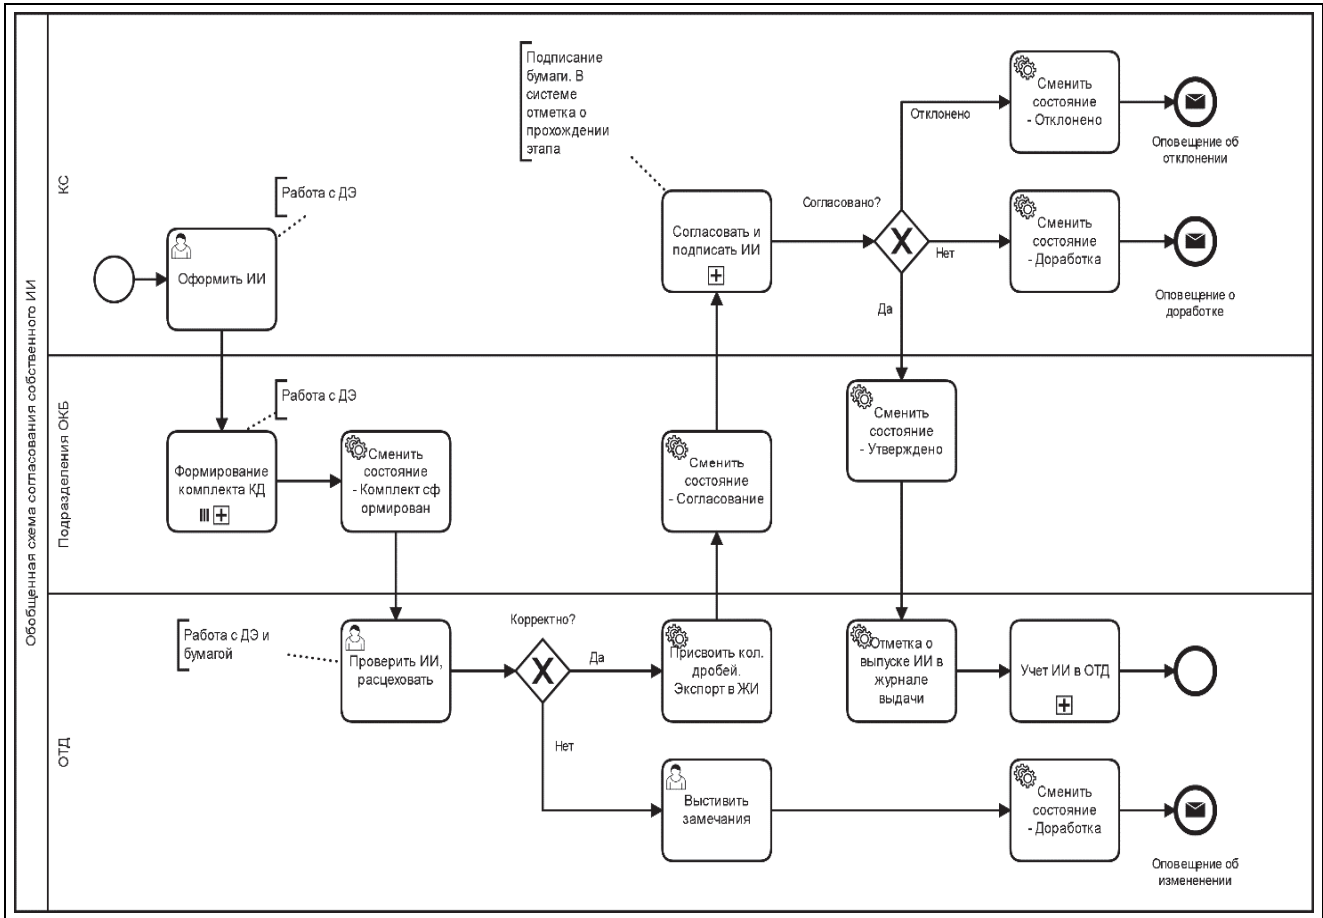 Обобщенная схема согласования собственного ИИ
КС
Подписание
бумаги. В
системе
отметка о
прохождении
этапа
Сменить
состояние
- Отклонено
Отклонено
Оповещение об
отклонении
Работа с ДЭ
Оформить ИИ
Согласовать и
подписать ИИ
Согласовано?
X
Нет
Да
Сменить
состояние
- Доработка
Оповещение о
доработке
Подразделения ОКБ
Работа с ДЭ
Формирование
комплекта КД
Сменить
состояние
- Комплект сф
ормирован
Сменить
состояние
- Согласование
Сменить
состояние
- Утверждено
ОТД
Работа с ДЭ и
бумагой
Проверить ИИ,
расцеховать
Корректно?
X
Да
Нет
Присвоить кол.
дробей.
Экспорт в ЖИ
Отметка о
выпуске ИИ в
журнале
выдачи
Учет ИИ в ОТД
Выстивить
замечания
Сменить
состояние
- Доработка
Оповещение об
измененении